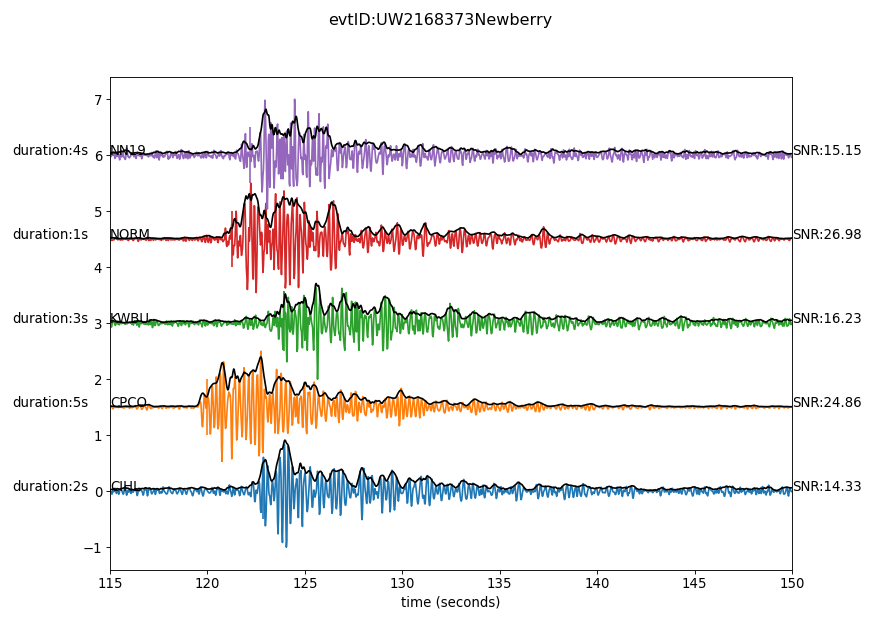 evtID:UW2168373Newberry
7
duration:4s NN19 SNR:15.15
6
5
duration:1s NORM SNR:26.98
4
duration:3s KWBU SNR:16.23
3
2
duration:5s CPCO SNR:24.86
1
duration:2s CIHL SNR:14.33
0
−1
115 120 125 130 135 140 145 150
time (seconds)